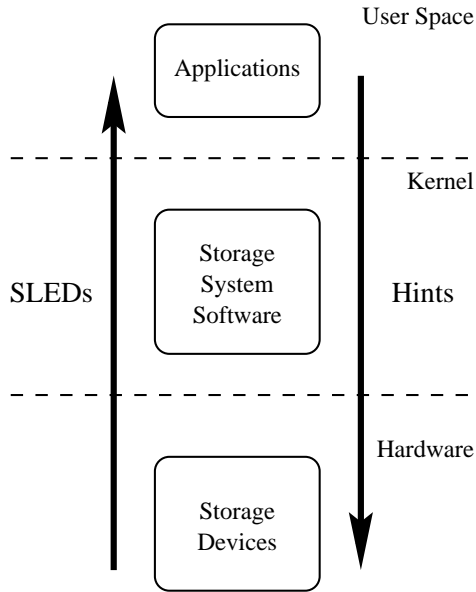 User Space
Applications
Kernel
Storage
System
Software
SLEDs
Hints
Hardware
Storage
Devices